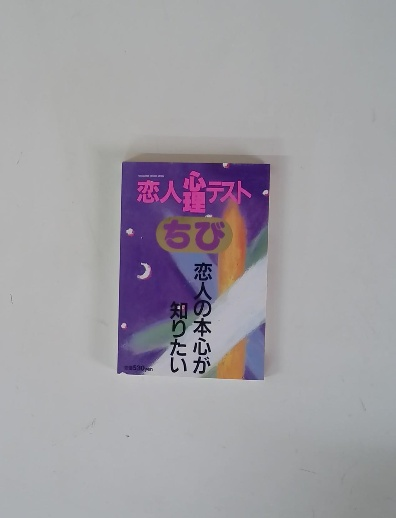 恋人心理テスト
ちび
恋人の本心が
知りたい